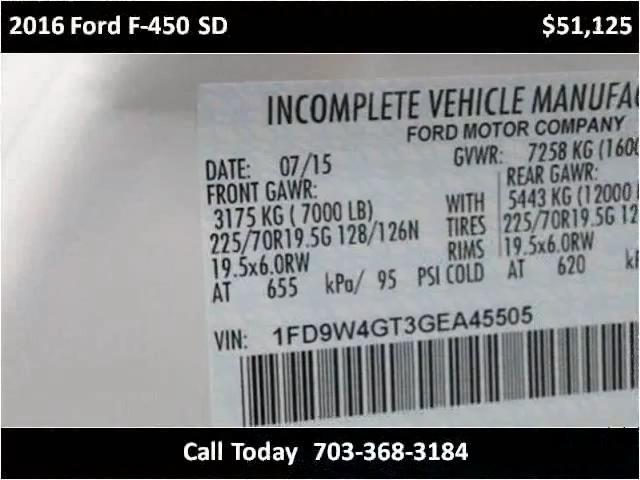 2016 Ford F-450 SD $51,125
INCOMPLETE VEHICLE
FORD MOTOR COMPANY
DATE: 07/15 GVWR: 7258 KG
FRONT GAWR: REAR GAWR:
3175 KG ( 7000 LB) WITH 5443 KG (12000
225/70R19.5G 128/126N TIRES 225/70R19.5G
19.5x6.0RW RIMS 19.5x6.0RW
AT 655 kPa/ 95 PSI COLD AT 620
VIN: 1FD9W4GT3GEA45505
Call Today 703-368-3184